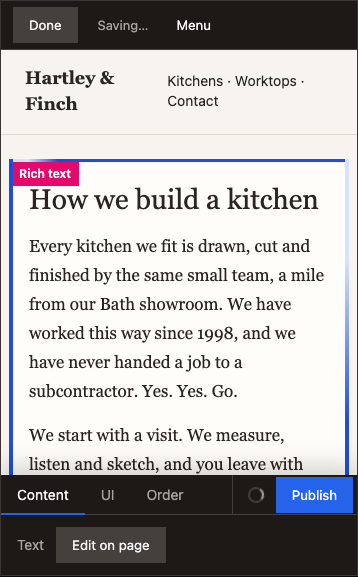 Done Saving... Menu
Hartley &
Finch
Kitchens · Worktops ·
Contact
Rich text
How we build a kitchen
Every kitchen we fit is drawn, cut and
finished by the same small team, a mile
from our Bath showroom. We have
worked this way since 1998, and we
have never handed a job to a
subcontractor. Yes. Yes. Go.
We start with a visit. We measure,
listen and sketch, and you leave with
Content UI Order Publish
Text Edit on page